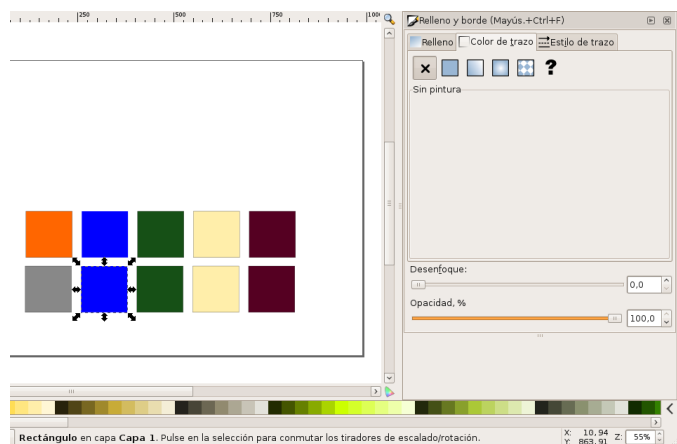 250 500 750 1000
Relleno y borde (Mayús.+Ctrl+F)
Relleno Color de trazo Estilo de trazo
Sin pintura
Desenfoque:
0,0
Opacidad, %
100,0
Rectángulo en capa Capa 1. Pulse en la selección para conmutar los tiradores de escalado/rotación.
X: 10,94 Z: 55%
Y: 863,91